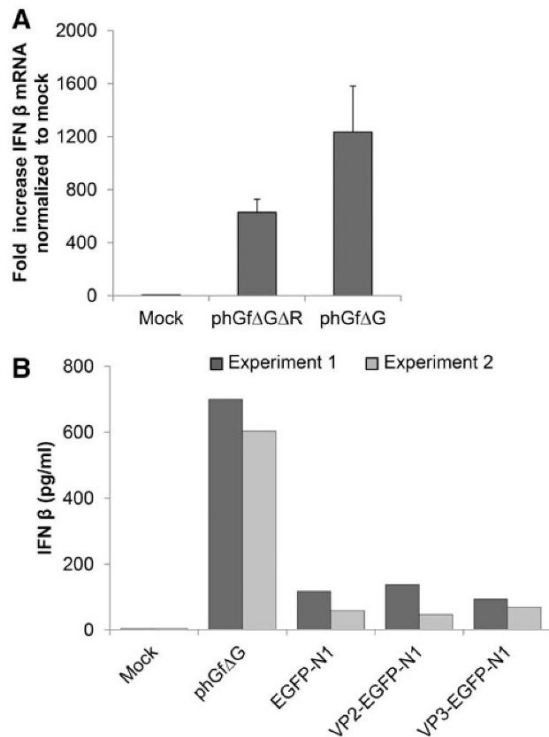 A
Fold increase IFN β mRNA
normalized to mock
2000
1600
1200
800
400
0
Mock
phGfΔGΔR
phGfΔG
B
Experiment 1
Experiment 2
IFN β (pg/ml)
800
600
400
200
0
Mock
phGfΔG
EGFP-N1
VP2-EGFP-N1
VP3-EGFP-N1